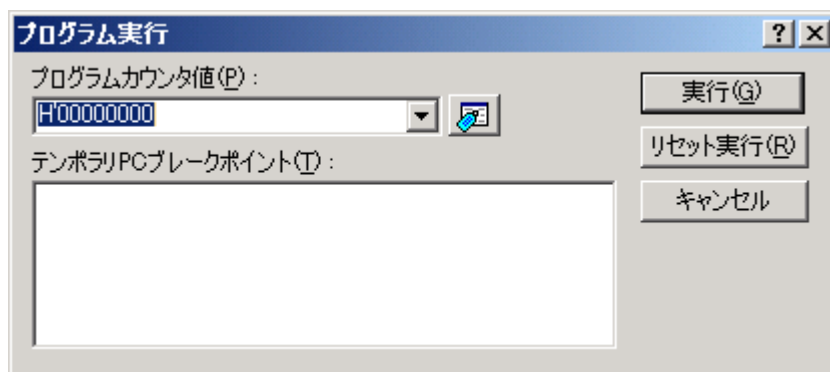 プログラム実行
プログラムカウンタ値(P) :
H'00000000
テンポラリPCブレークポイント(T) :
実行(G)
リセット実行(R)
キャンセル